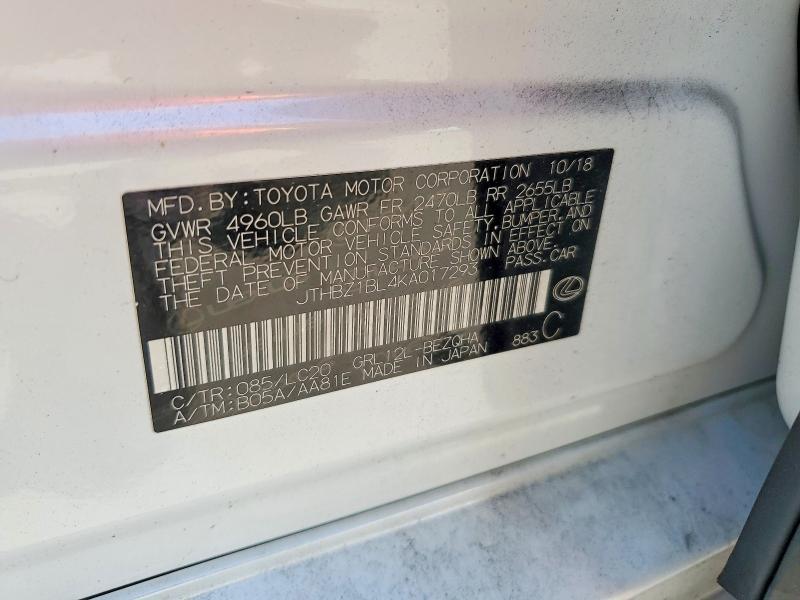 MFD.BY:TOYOTA MOTOR CORPORATION 10/18
GVWR 4960LB GAWR FR 2470LB RR 2655LB
THIS VEHICLE CONFORMS TO ALL APPLICABLE
FEDERAL MOTOR VEHICLE SAFETY,BUMPER,AND
THEFT PREVENTION STANDARDS IN EFFECT ON
THE DATE OF MANUFACTURE SHOWN ABOVE.
JTHBZ1BL4KA017293 PASS.CAR
C/TR:085/LC20 GRL12L-BEZQHA 883 C
A/TM:B05A/AA81E MADE IN JAPAN